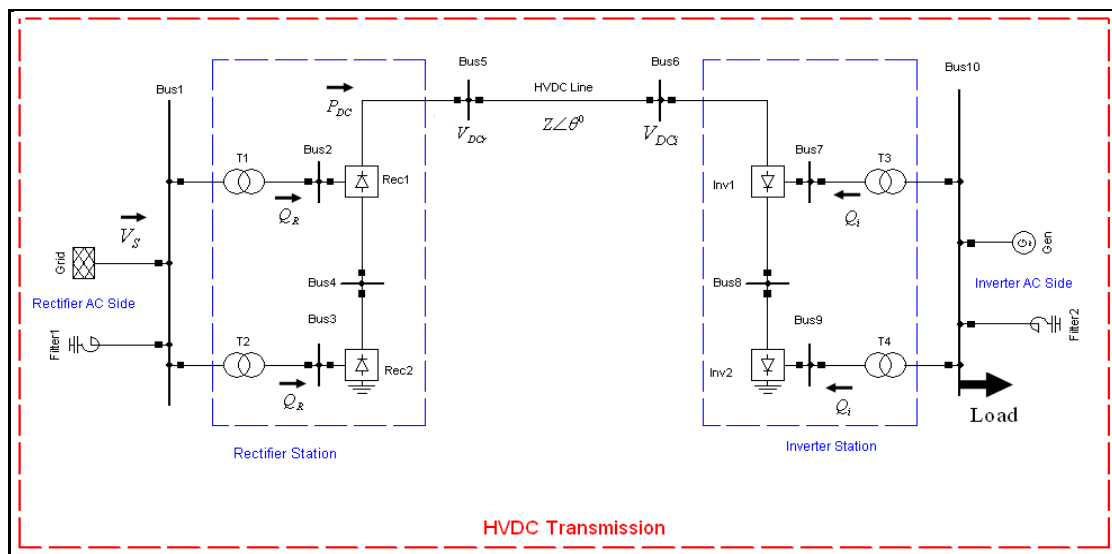 Bus1
T1
Bus2
Q_R
P_DC
Rec1
Bus5
V_DCr
HVDC Line
Z∠θ⁰
Bus6
V_DCi
Inv1
Bus7
T3
Q_i
Bus10
V_S
Grid
Rectifier AC Side
Filter1
Bus4
Bus3
T2
Q_R
Rec2
Rectifier Station
Bus8
Bus9
Inv2
T4
Q_i
Inverter Station
G~
Gen
Inverter AC Side
Filter2
Load
HVDC Transmission